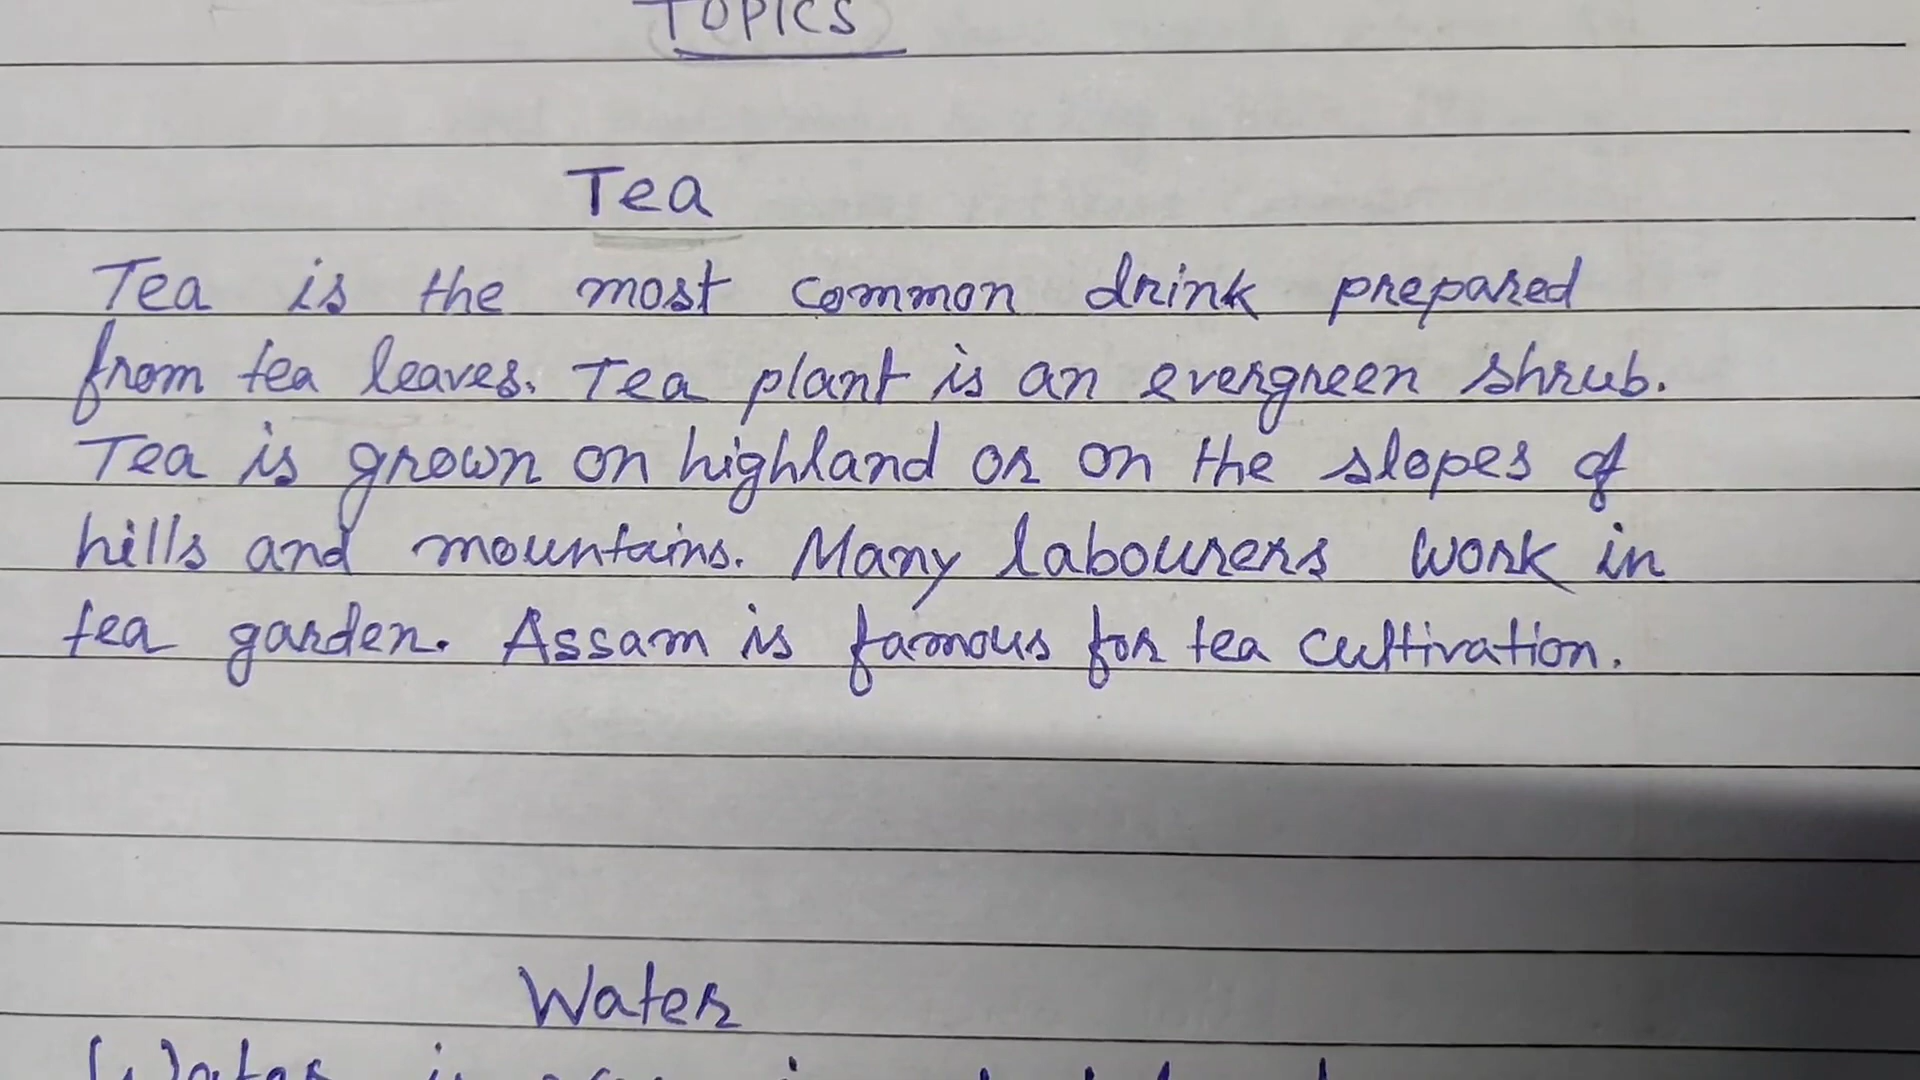 TOPICS
Tea
Tea is the most common drink prepared
from tea leaves. Tea plant is an evergreen shrub.
Tea is grown on highland or on the slopes of
hills and mountains. Many labourers work in
tea garden. Assam is famous for tea cultivation.
Water
Water is